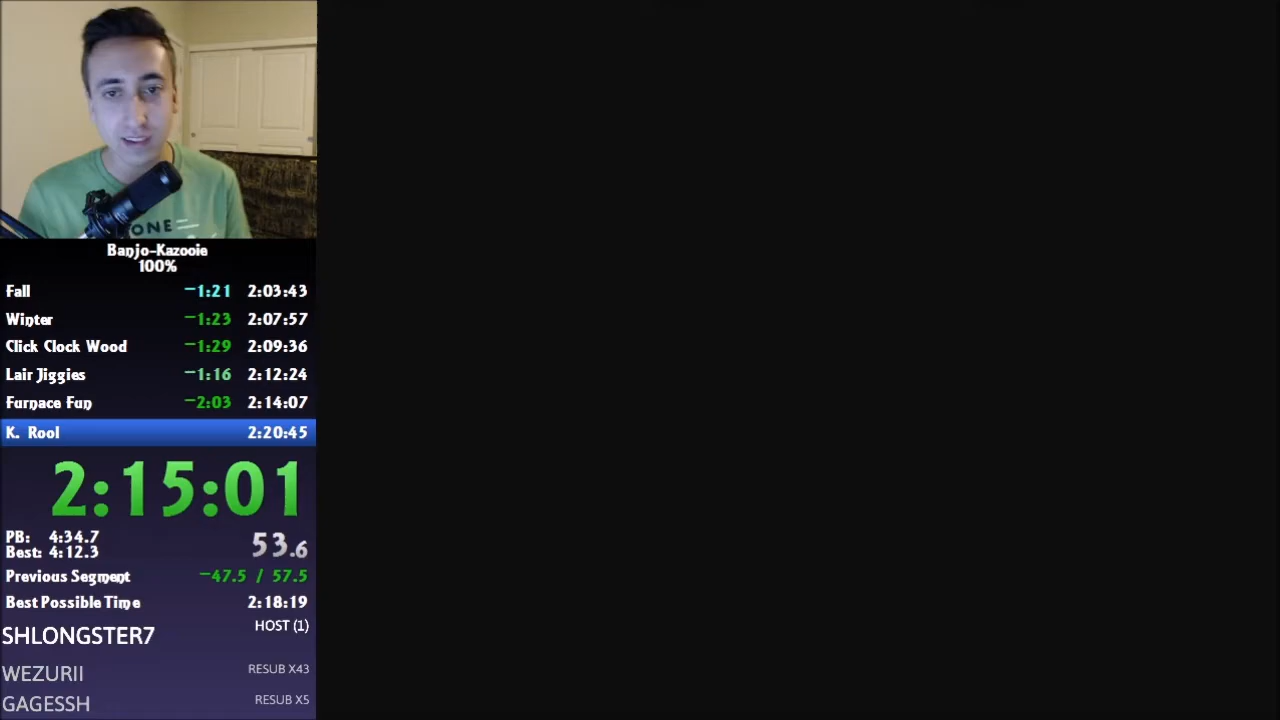 ONE
Banjo-Kazooie
100%
Fall −1:21 2:03:43
Winter −1:23 2:07:57
Click Clock Wood −1:29 2:09:36
Lair Jiggies −1:16 2:12:24
Furnace Fun −2:03 2:14:07
K. Rool 2:20:45
2:15:01
PB: 4:34.7
Best: 4:12.3
53.6
Previous Segment −47.5 / 57.5
Best Possible Time 2:18:19
SHLONGSTER7 HOST (1)
WEZURII RESUB X43
GAGESSH RESUB X5